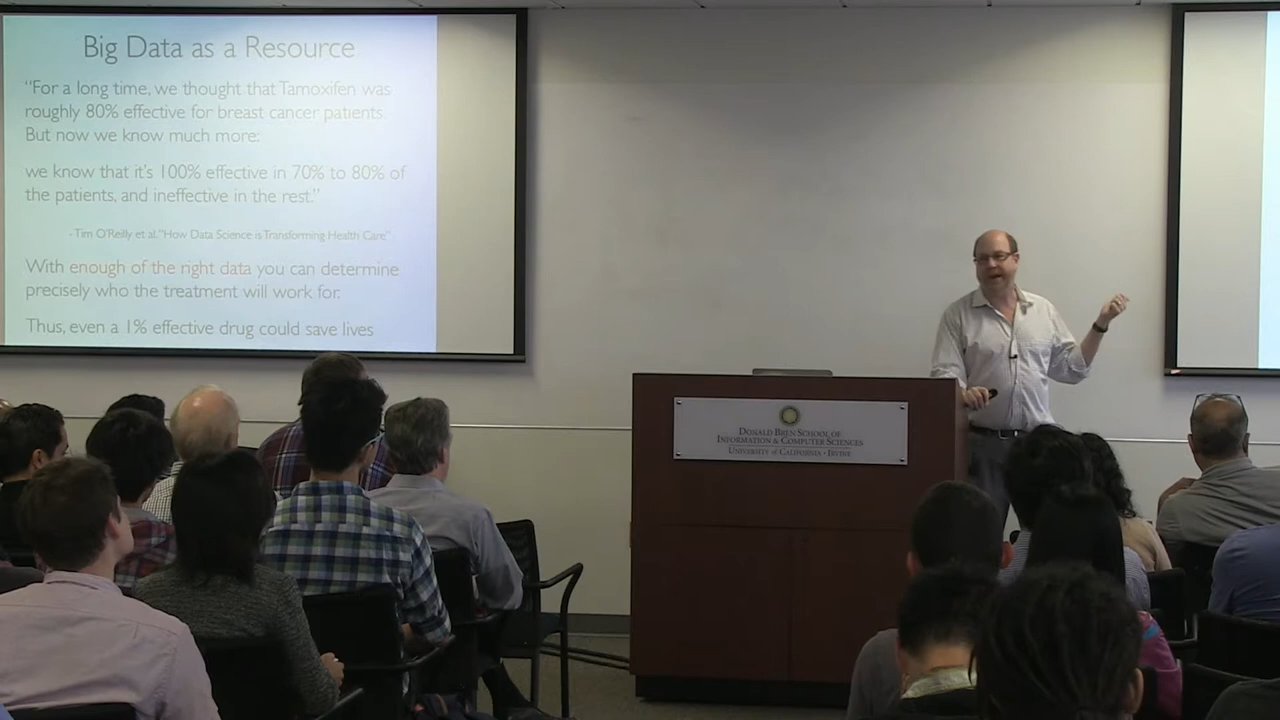 Big Data as a Resource
“For a long time, we thought that Tamoxifen was
roughly 80% effective for breast cancer patients.
But now we know much more:
we know that it’s 100% effective in 70% to 80% of
the patients, and ineffective in the rest.”
- Tim O’Reilly et al. “How Data Science is Transforming Health Care”
With enough of the right data you can determine
precisely who the treatment will work for.
Thus, even a 1% effective drug could save lives
DONALD BREN SCHOOL OF
INFORMATION & COMPUTER SCIENCES
UNIVERSITY of CALIFORNIA • IRVINE